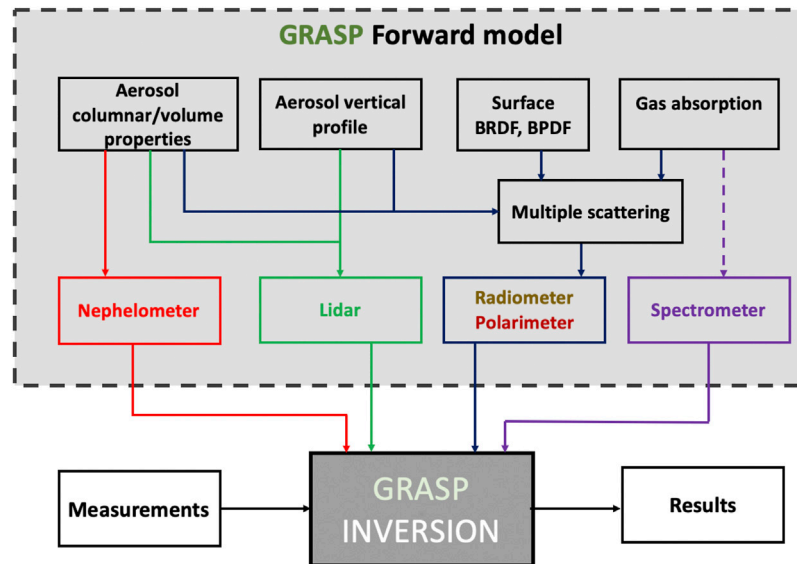 GRASP Forward model
Aerosol
columnar/volume
properties
Aerosol vertical
profile
Surface
BRDF, BPDF
Gas absorption
Multiple scattering
Nephelometer
Lidar
Radiometer
Polarimeter
Spectrometer
Measurements
GRASP
INVERSION
Results